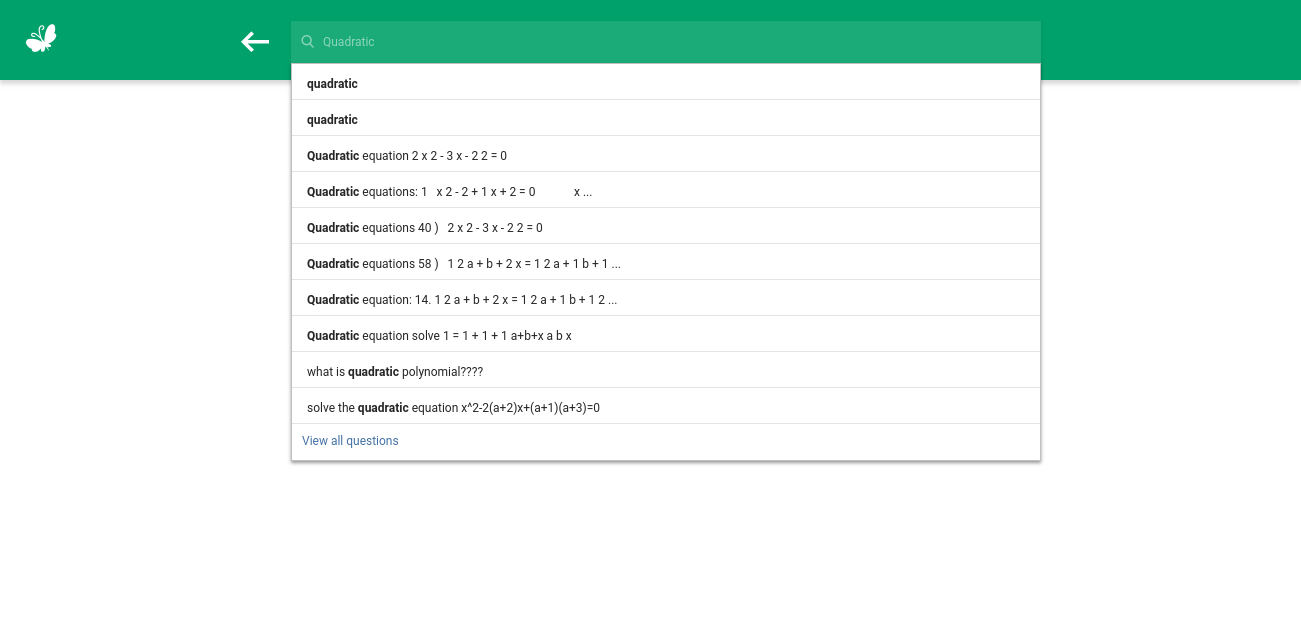 Quadratic
quadratic
quadratic
Quadratic equation 2 x 2 - 3 x - 2 2 = 0
Quadratic equations: 1 x 2 - 2 + 1 x + 2 = 0 x ...
Quadratic equations 40 ) 2 x 2 - 3 x - 2 2 = 0
Quadratic equations 58 ) 1 2 a + b + 2 x = 1 2 a + 1 b + 1 ...
Quadratic equation: 14. 1 2 a + b + 2 x = 1 2 a + 1 b + 1 2 ...
Quadratic equation solve 1 = 1 + 1 + 1 a+b+x a b x
what is quadratic polynomial????
solve the quadratic equation x^2-2(a+2)x+(a+1)(a+3)=0
View all questions